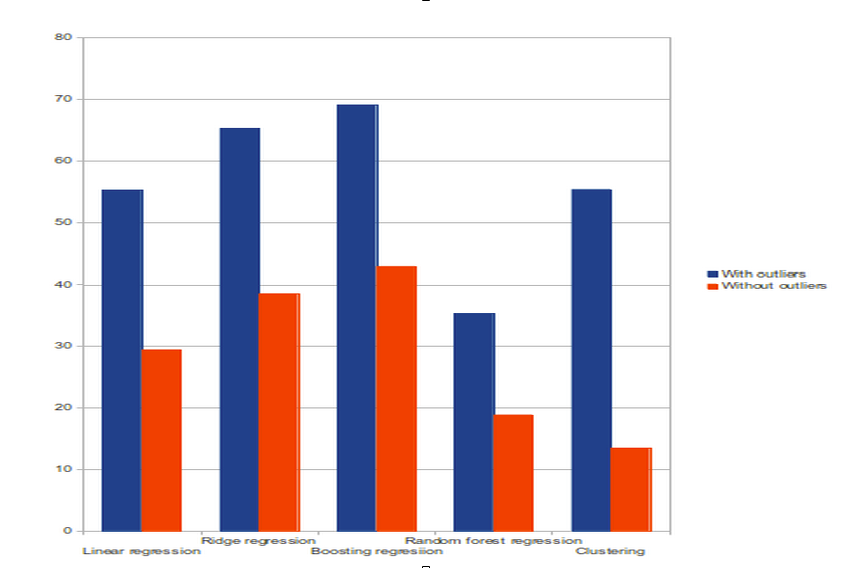 80
70
60
50
40
30
20
10
0
Linear regression
Ridge regression
Boosting regresiion
Random forest regression
Clustering
With outliers
Without outliers